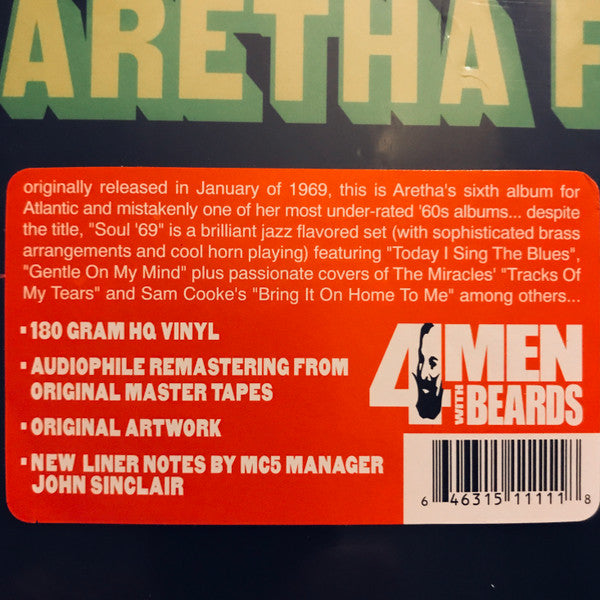 ARETHA F
originally released in January of 1969, this is Aretha's sixth album for
Atlantic and mistakenly one of her most under-rated '60s albums... despite
the title, "Soul '69" is a brilliant jazz flavored set (with sophisticated brass
arrangements and cool horn playing) featuring "Today I Sing The Blues",
"Gentle On My Mind" plus passionate covers of The Miracles' "Tracks Of
My Tears" and Sam Cooke's "Bring It On Home To Me" among others...
▪180 GRAM HQ VINYL
▪AUDIOPHILE REMASTERING FROM
ORIGINAL MASTER TAPES
▪ORIGINAL ARTWORK
▪NEW LINER NOTES BY MC5 MANAGER
JOHN SINCLAIR
4 MEN
WITH BEARDS
6 46315 11111 8